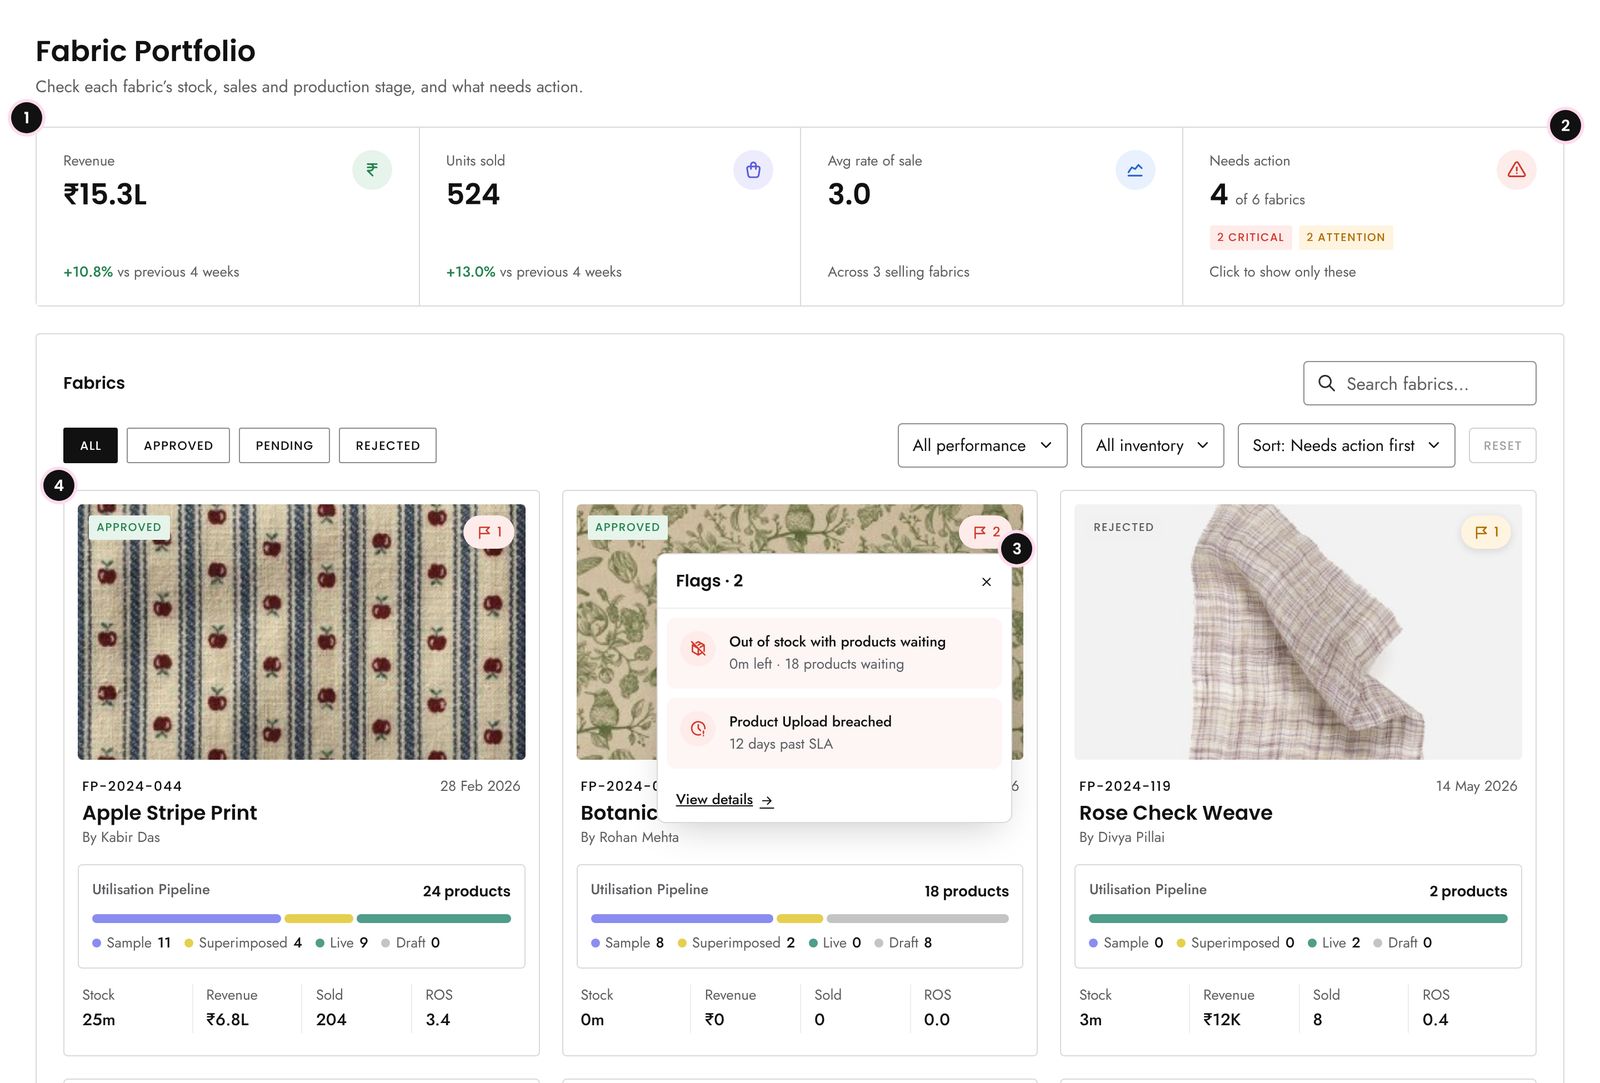 Fabric Portfolio
Check each fabric's stock, sales and production stage, and what needs action.
1
2
Revenue
₹15.3L
+10.8% vs previous 4 weeks
Units sold
524
+13.0% vs previous 4 weeks
Avg rate of sale
3.0
Across 3 selling fabrics
Needs action
4 of 6 fabrics
2 CRITICAL 2 ATTENTION
Click to show only these
Fabrics
Search fabrics...
ALL APPROVED PENDING REJECTED
All performance All inventory Sort: Needs action first RESET
4
APPROVED
1
FP-2024-044 28 Feb 2026
Apple Stripe Print
By Kabir Das
Utilisation Pipeline 24 products
Sample 11 Superimposed 4 Live 9 Draft 0
Stock Revenue Sold ROS
25m ₹6.8L 204 3.4
APPROVED
2
3
Flags · 2
Out of stock with products waiting
0m left · 18 products waiting
Product Upload breached
12 days past SLA
View details →
By Rohan Mehta
Utilisation Pipeline 18 products
Sample 8 Superimposed 2 Live 0 Draft 8
Stock Revenue Sold ROS
0m ₹0 0 0.0
REJECTED
1
FP-2024-119 14 May 2026
Rose Check Weave
By Divya Pillai
Utilisation Pipeline 2 products
Sample 0 Superimposed 0 Live 2 Draft 0
Stock Revenue Sold ROS
3m ₹12K 8 0.4